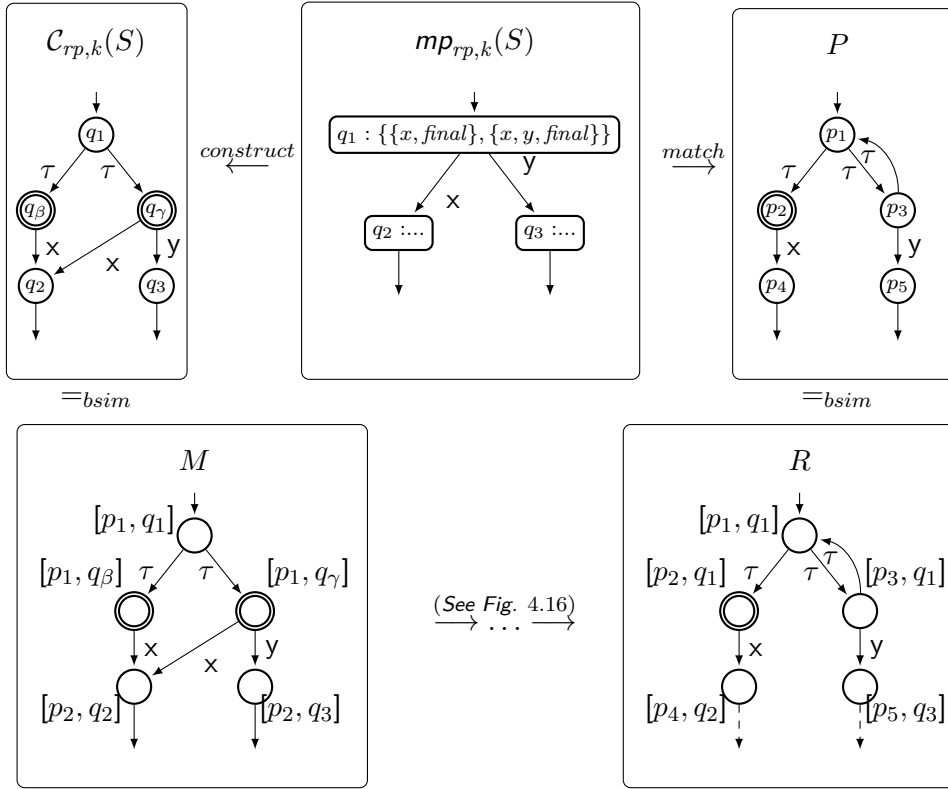 𝒞_{rp,k}(S)
q_1
τ τ
q_β q_γ
x x y
q_2 q_3
construct
⟵
mp_{rp,k}(S)
q_1 : {{x, final}, {x, y, final}}
x y
q_2 :... q_3 :...
match
⟶
P
p_1
τ τ τ
p_2 p_3
x y
p_4 p_5
=_{bsim}
=_{bsim}
M
[p_1, q_1]
[p_1, q_β] τ τ [p_1, q_γ]
x x y
[p_2, q_2] [p_2, q_3]
(See Fig. 4.16)
⟶ ... ⟶
R
[p_1, q_1]
[p_2, q_1] τ τ τ [p_3, q_1]
x y
[p_4, q_2] [p_5, q_3]